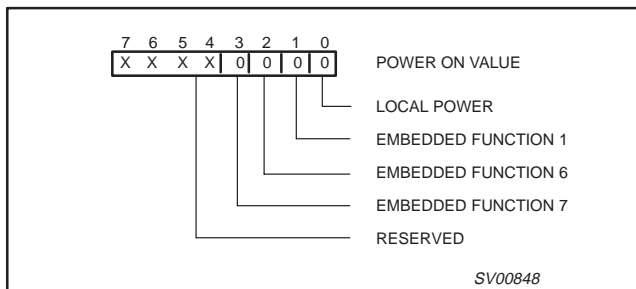 7 6 5 4 3 2 1 0
X X X X 0 0 0 0 POWER ON VALUE
LOCAL POWER
EMBEDDED FUNCTION 1
EMBEDDED FUNCTION 6
EMBEDDED FUNCTION 7
RESERVED
SV00848